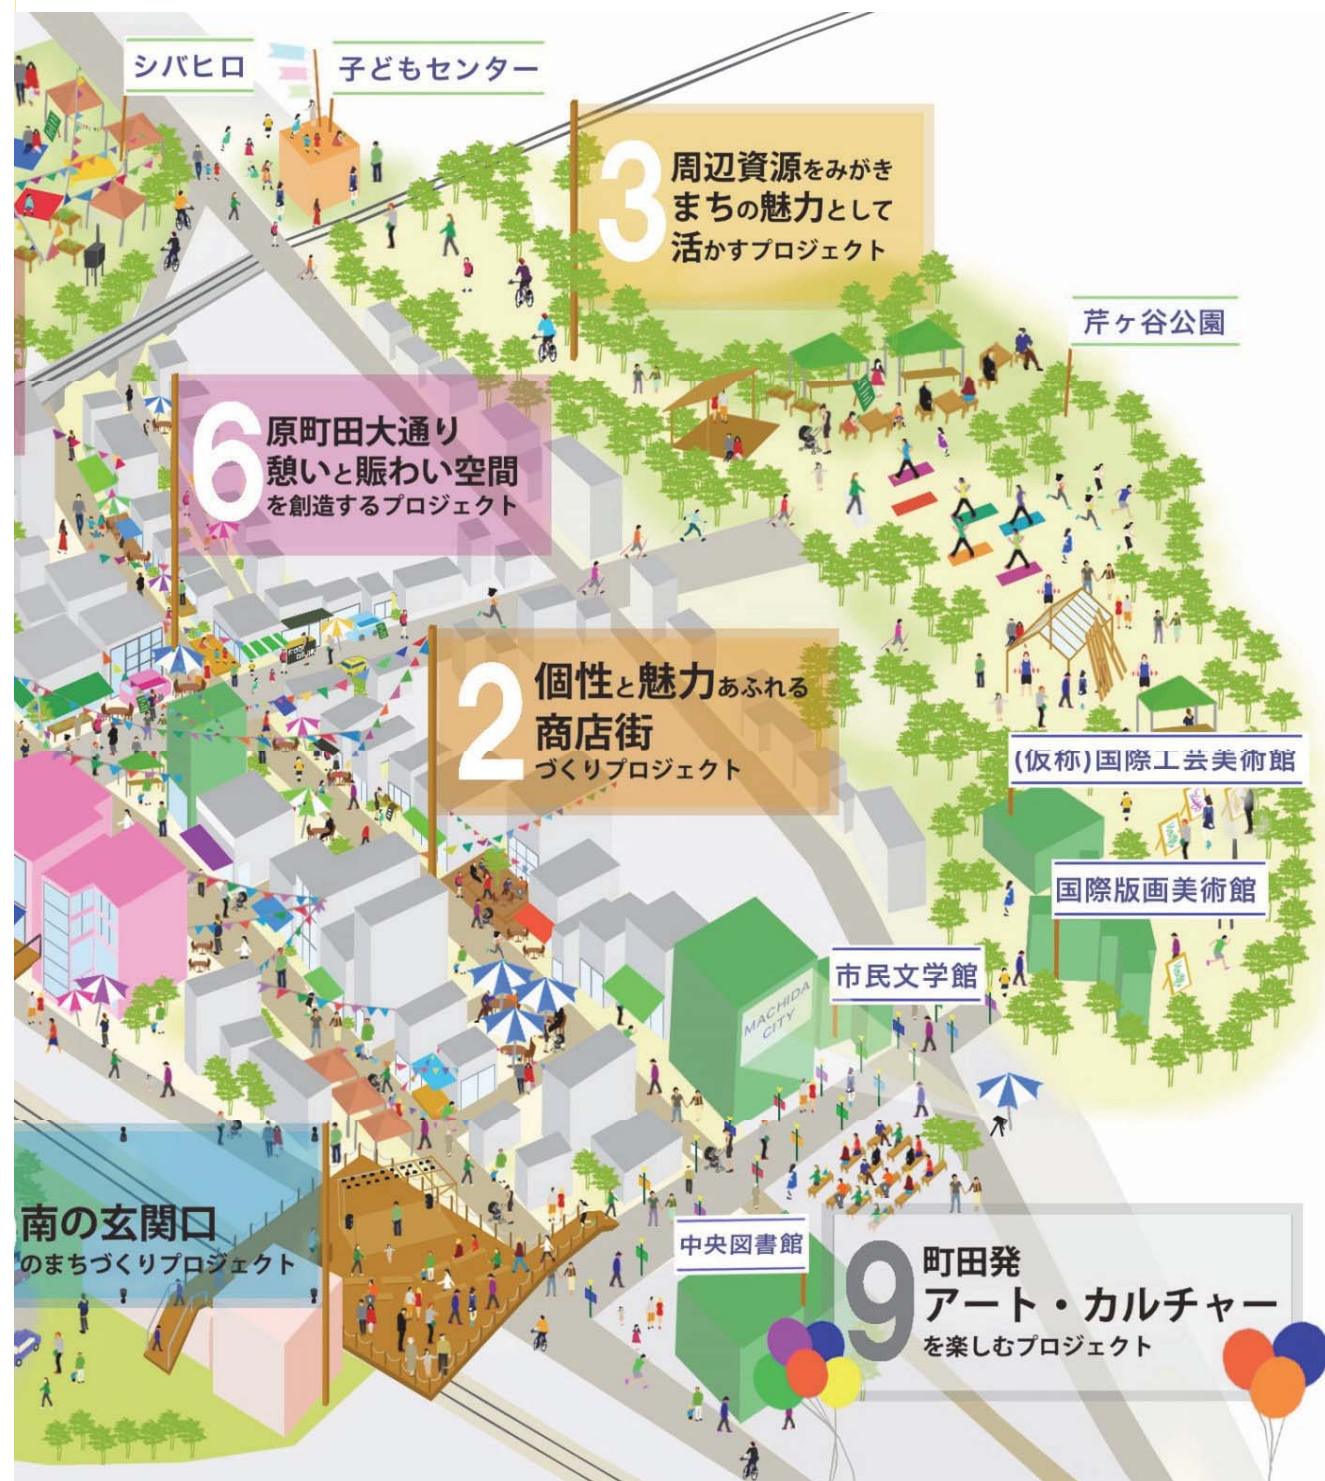 シバヒロ
子どもセンター
3
周辺資源をみがき
まちの魅力として
活かすプロジェクト
芹ヶ谷公園
6
原町田大通り
憩いと賑わい空間
を創造するプロジェクト
2
個性と魅力あふれる
商店街
づくりプロジェクト
(仮称)国際工芸美術館
国際版画美術館
市民文学館
MACHIDA
CITY
南の玄関口
のまちづくりプロジェクト
中央図書館
9
町田発
アート・カルチャー
を楽しむプロジェクト